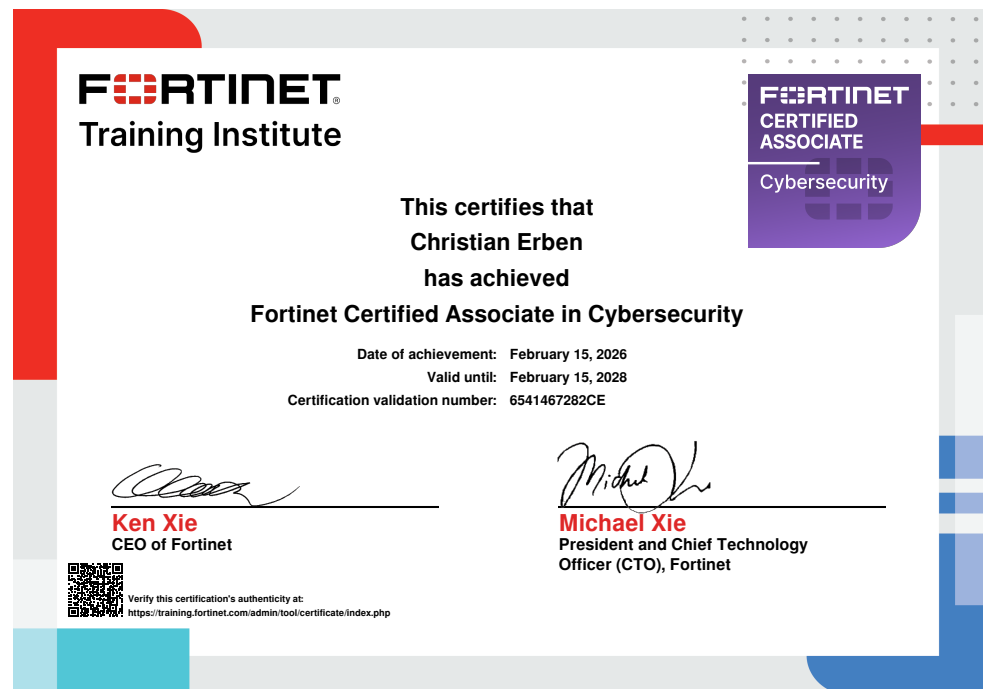 FORTINET®
Training Institute
FORTINET
CERTIFIED
ASSOCIATE
Cybersecurity
This certifies that
Christian Erben
has achieved
Fortinet Certified Associate in Cybersecurity
Date of achievement: February 15, 2026
Valid until: February 15, 2028
Certification validation number: 6541467282CE
Ken Xie
CEO of Fortinet
Michael Xie
President and Chief Technology
Officer (CTO), Fortinet
Verify this certification's authenticity at:
https://training.fortinet.com/admin/tool/certificate/index.php